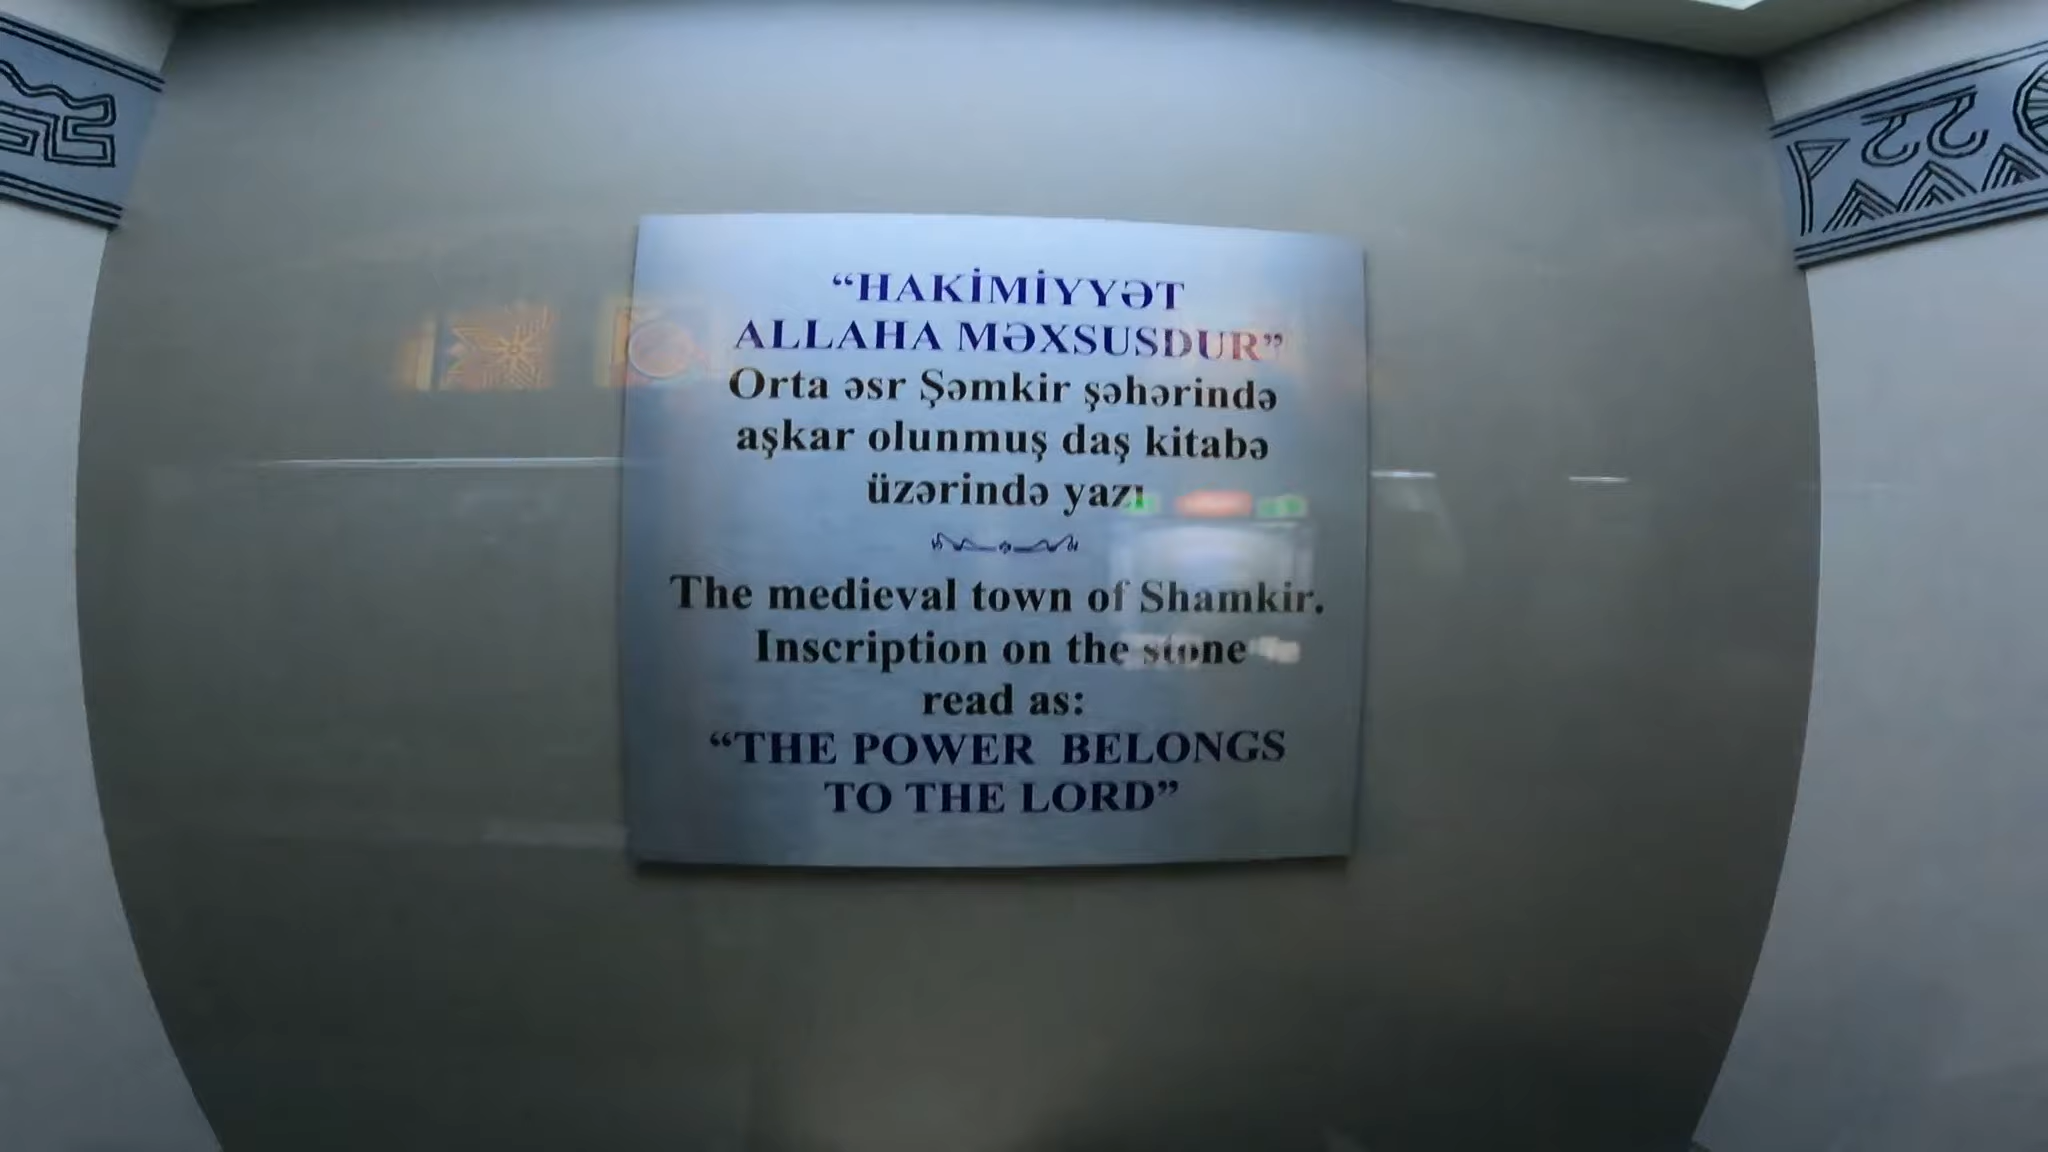 “HAKİMİYYƏT
ALLAHA MƏXSUSDUR”
Orta əsr Şəmkir şəhərində
aşkar olunmuş daş kitabə
üzərində yazı
The medieval town of Shamkir.
Inscription on the stone
read as:
“THE POWER BELONGS
TO THE LORD”